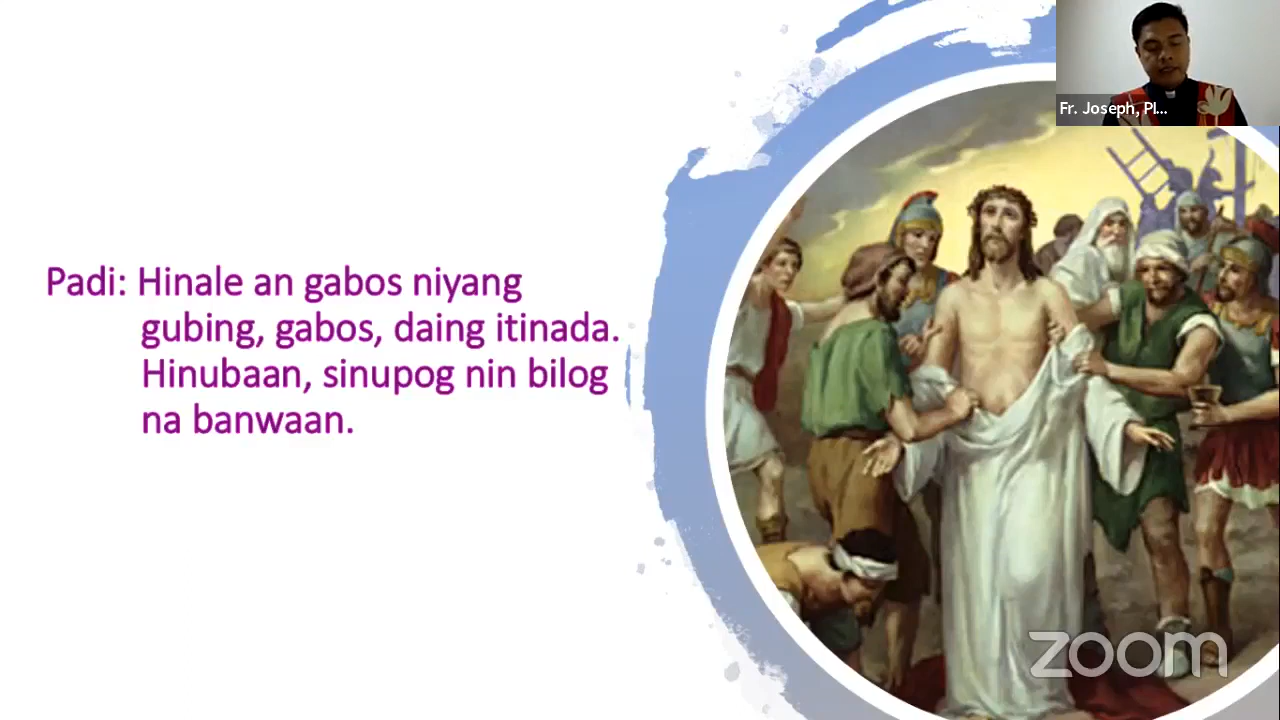 Fr. Joseph, Pl...
Padi: Hinale an gabos niyang
gubing, gabos, daing itinada.
Hinubaan, sinupog nin bilog
na banwaan.
zoom